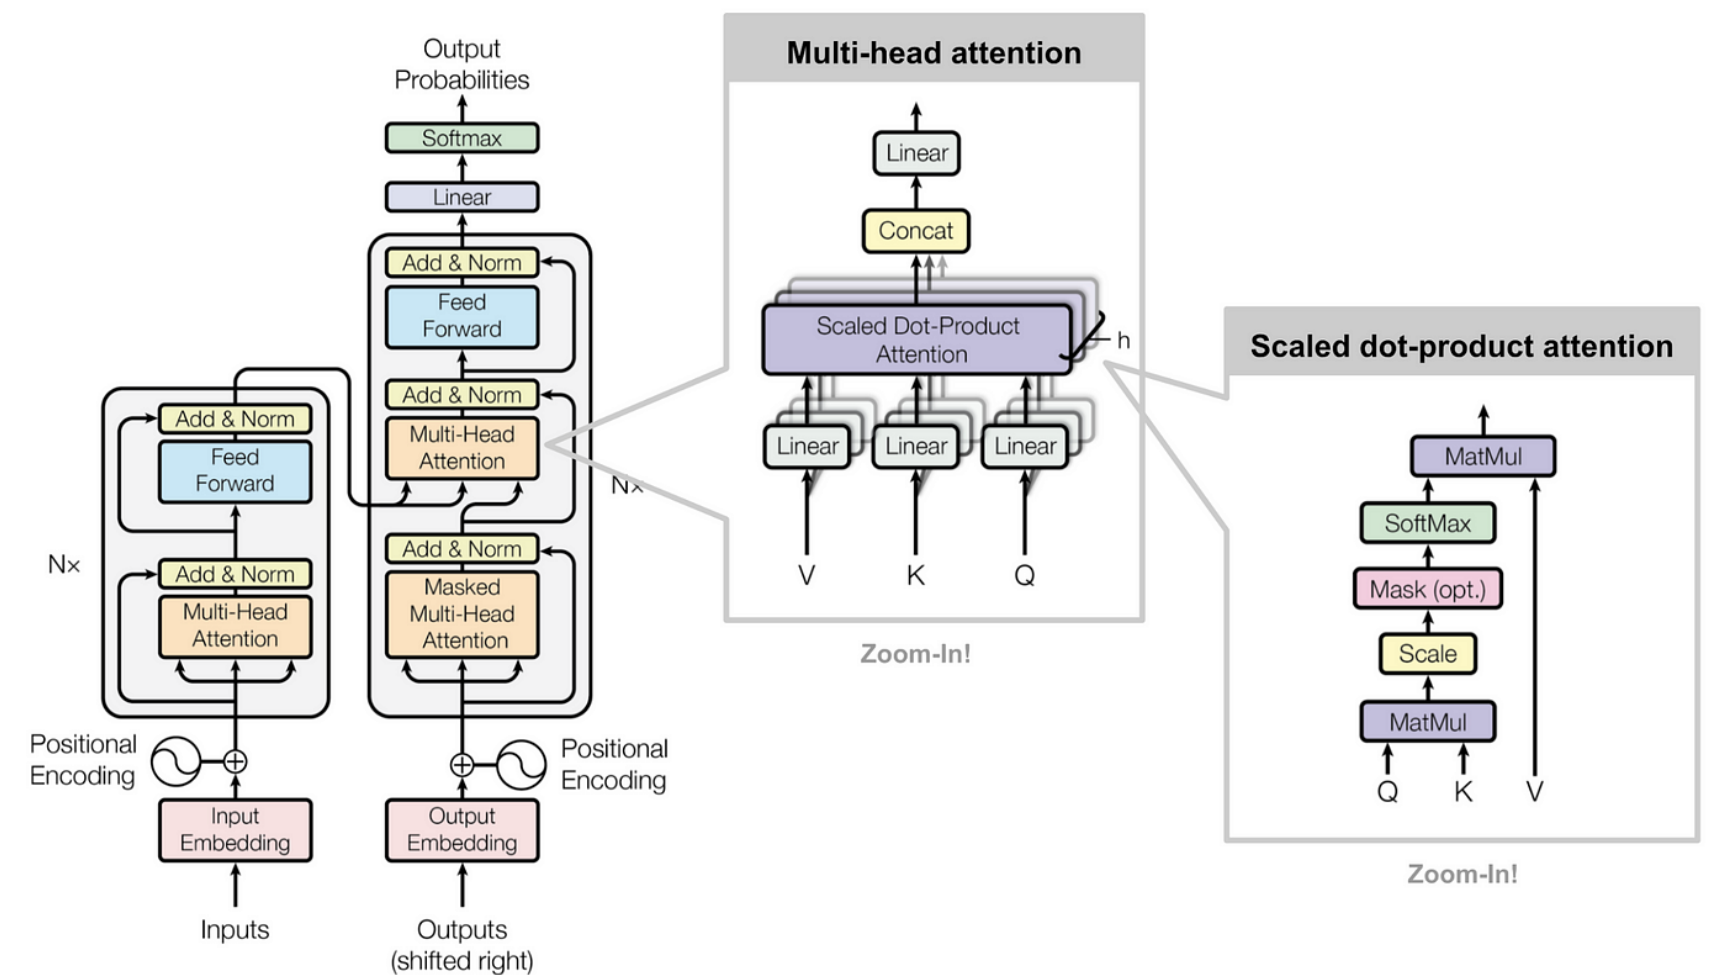 Output
Probabilities
Softmax
Linear
Add & Norm
Feed
Forward
Add & Norm
Multi-Head
Attention
Add & Norm
Masked
Multi-Head
Attention
Nx
Add & Norm
Feed
Forward
Add & Norm
Multi-Head
Attention
N×
Positional
Encoding
Positional
Encoding
Input
Embedding
Output
Embedding
Inputs
Outputs
(shifted right)
Multi-head attention
Linear
Concat
Scaled Dot-Product
Attention
h
Linear Linear Linear
V K Q
Zoom-In!
Scaled dot-product attention
MatMul
SoftMax
Mask (opt.)
Scale
MatMul
Q K V
Zoom-In!